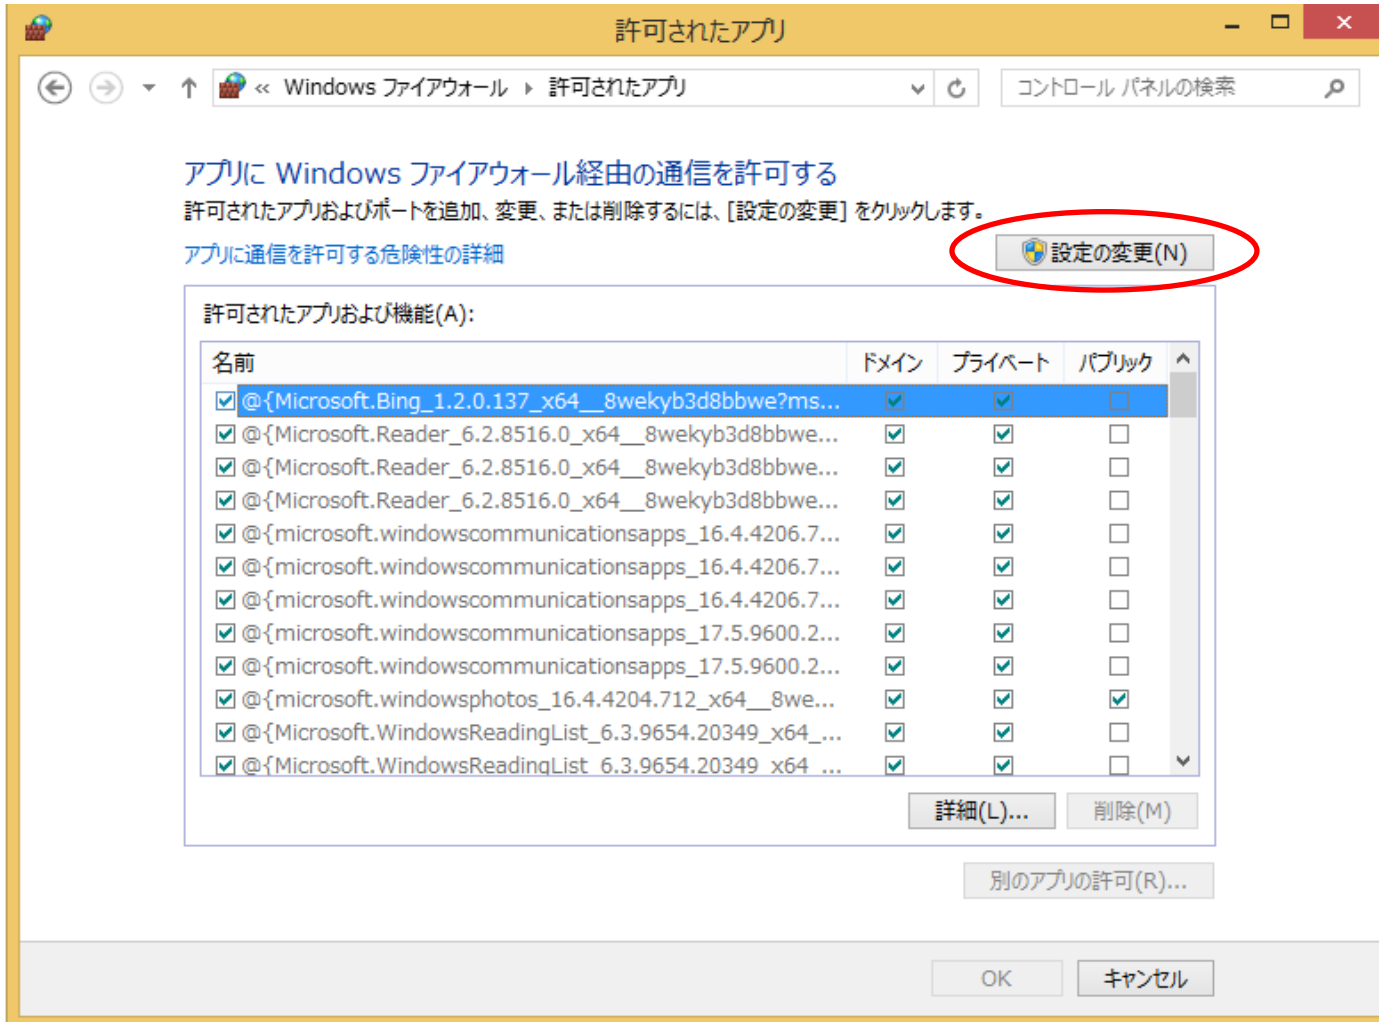 許可されたアプリ
« Windows ファイアウォール ▸ 許可されたアプリ
コントロール パネルの検索
アプリに Windows ファイアウォール経由の通信を許可する
許可されたアプリおよびポートを追加、変更、または削除するには、[設定の変更] をクリックします。
アプリに通信を許可する危険性の詳細
設定の変更(N)
許可されたアプリおよび機能(A):
名前 ドメイン プライベート パブリック
@{Microsoft.Bing_1.2.0.137_x64__8wekyb3d8bbwe?ms...
@{Microsoft.Reader_6.2.8516.0_x64__8wekyb3d8bbwe...
@{Microsoft.Reader_6.2.8516.0_x64__8wekyb3d8bbwe...
@{Microsoft.Reader_6.2.8516.0_x64__8wekyb3d8bbwe...
@{microsoft.windowscommunicationsapps_16.4.4206.7...
@{microsoft.windowscommunicationsapps_16.4.4206.7...
@{microsoft.windowscommunicationsapps_16.4.4206.7...
@{microsoft.windowscommunicationsapps_17.5.9600.2...
@{microsoft.windowscommunicationsapps_17.5.9600.2...
@{microsoft.windowsphotos_16.4.4204.712_x64__8we...
@{Microsoft.WindowsReadingList_6.3.9654.20349_x64_...
@{Microsoft.WindowsReadingList_6.3.9654.20349_x64_...
詳細(L)... 削除(M)
別のアプリの許可(R)...
OK キャンセル